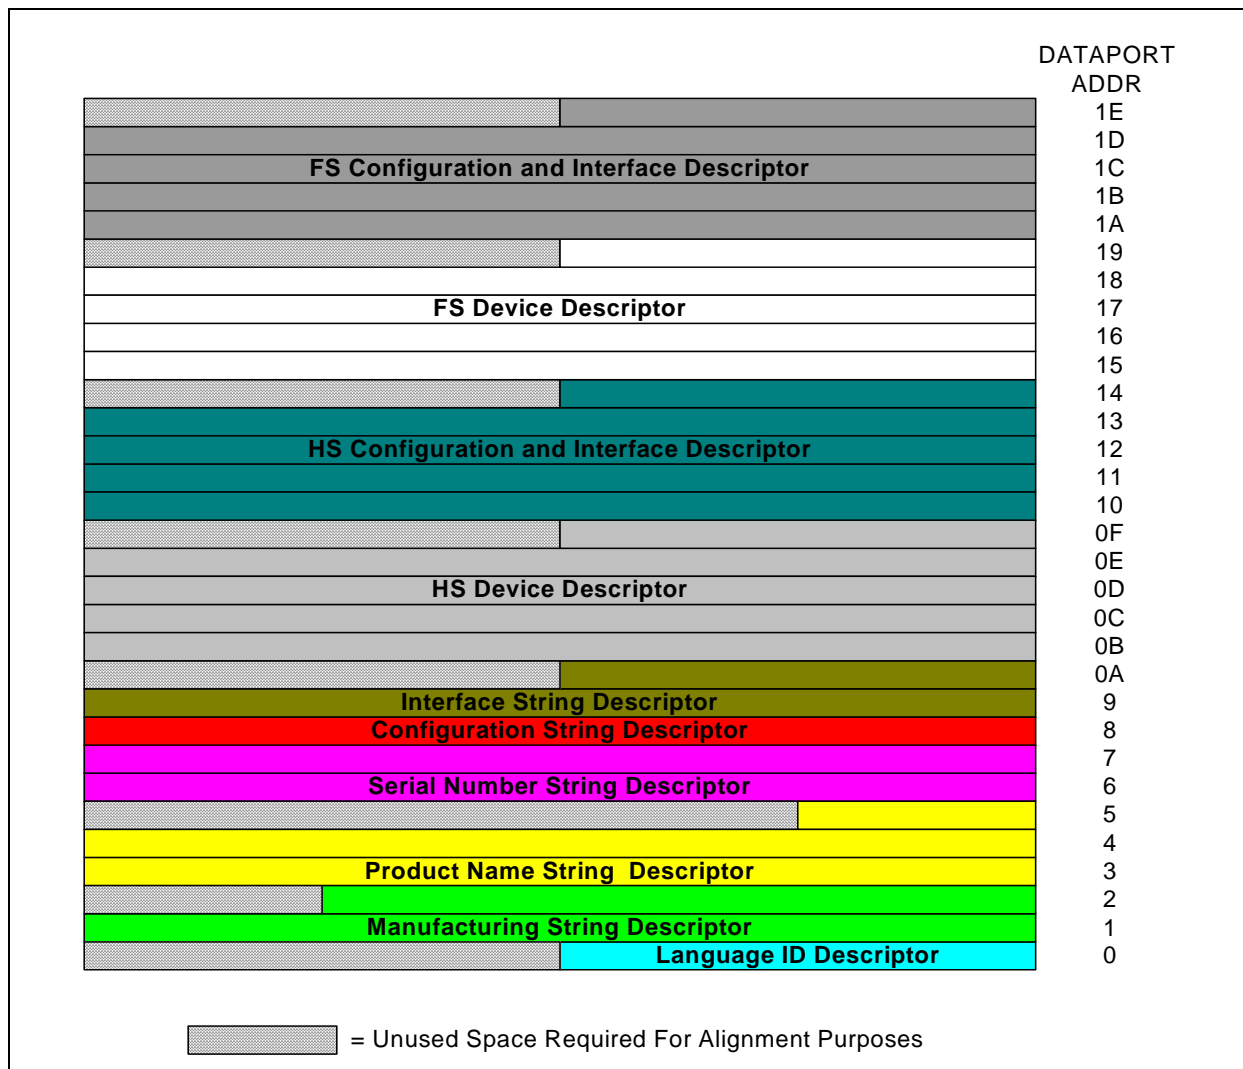 DATAPORT
ADDR
1E
1D
FS Configuration and Interface Descriptor 1C
1B
1A
19
18
FS Device Descriptor 17
16
15
14
13
HS Configuration and Interface Descriptor 12
11
10
0F
0E
HS Device Descriptor 0D
0C
0B
0A
Interface String Descriptor 9
Configuration String Descriptor 8
7
Serial Number String Descriptor 6
5
4
Product Name String Descriptor 3
2
Manufacturing String Descriptor 1
Language ID Descriptor 0
= Unused Space Required For Alignment Purposes